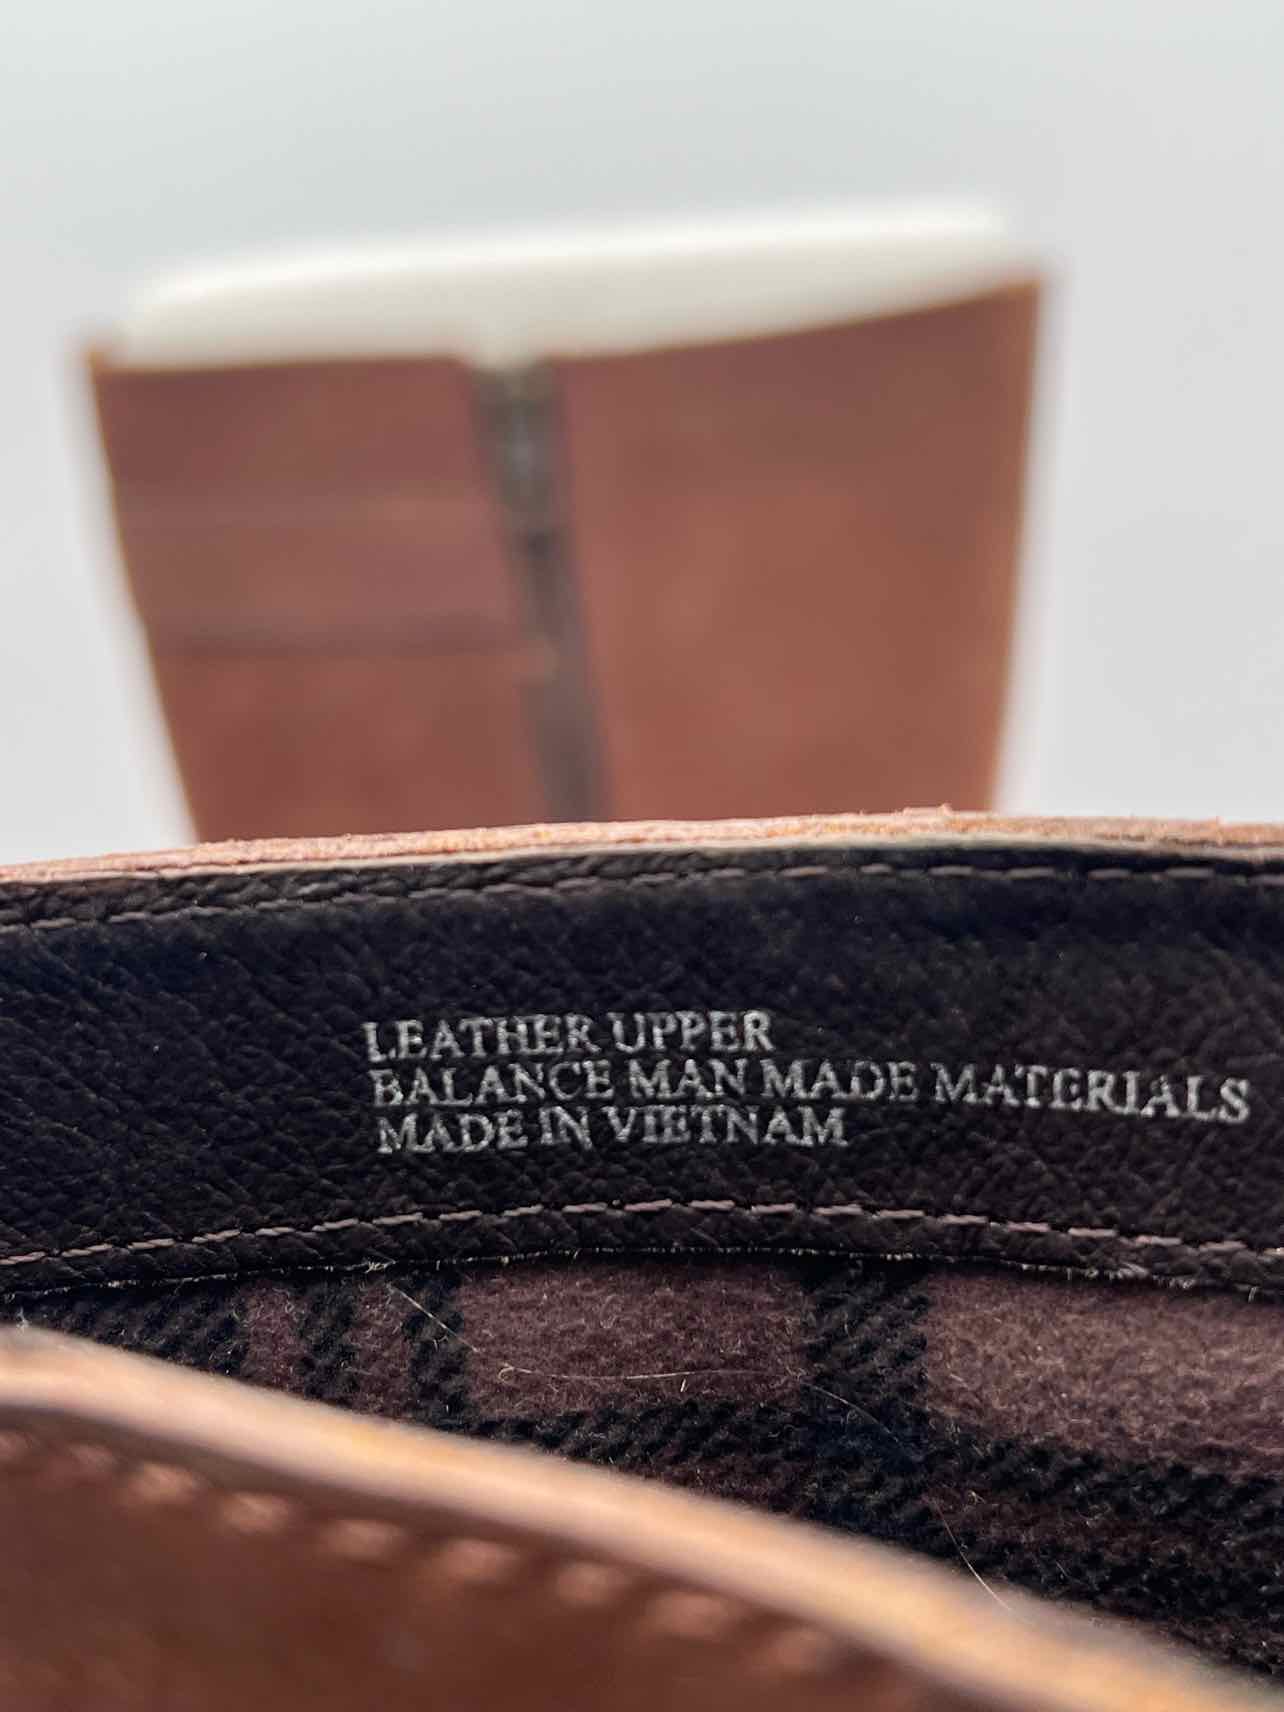 LEATHER UPPER
BALANCE MAN MADE MATERIALS
MADE IN VIETNAM